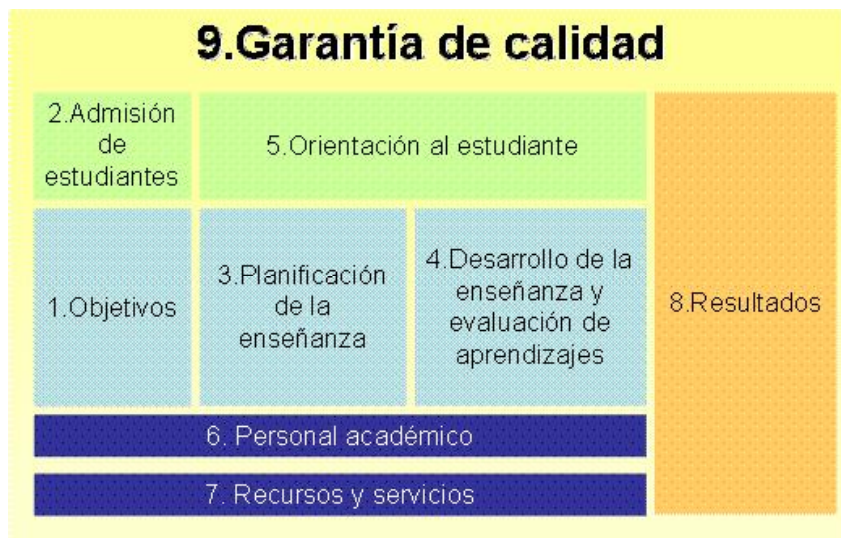 9.Garantía de calidad
2.Admisión
de
estudiantes
5.Orientación al estudiante
1.Objetivos
3.Planificación
de la
enseñanza
4.Desarrollo de la
enseñanza y
evaluación de
aprendizajes
8.Resultados
6. Personal académico
7. Recursos y servicios